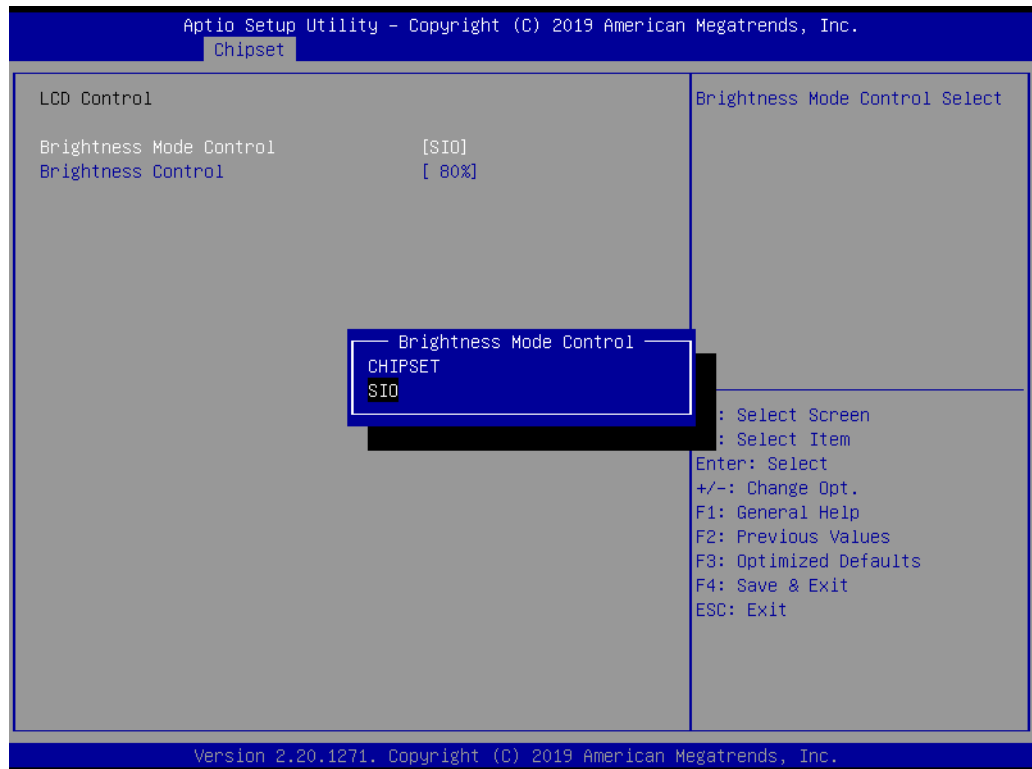 Aptio Setup Utility – Copyright (C) 2019 American Megatrends, Inc.
Chipset
LCD Control
Brightness Mode Control [SIO]
Brightness Control [ 80%]
Brightness Mode Control Select
Brightness Mode Control
CHIPSET
SIO
: Select Screen
: Select Item
Enter: Select
+/-: Change Opt.
F1: General Help
F2: Previous Values
F3: Optimized Defaults
F4: Save & Exit
ESC: Exit
Version 2.20.1271. Copyright (C) 2019 American Megatrends, Inc.